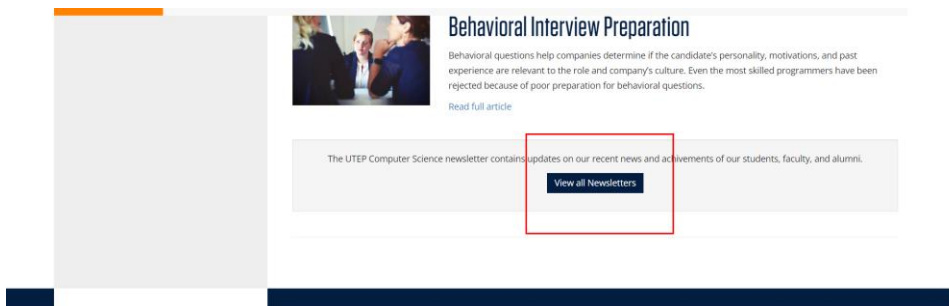 Behavioral Interview Preparation
Behavioral questions help companies determine if the candidate's personality, motivations, and past
experience are relevant to the role and company's culture. Even the most skilled programmers have been
rejected because of poor preparation for behavioral questions.
Read full article
The UTEP Computer Science newsletter contains updates on our recent news and achivements of our students, faculty, and alumni.
View all Newsletters